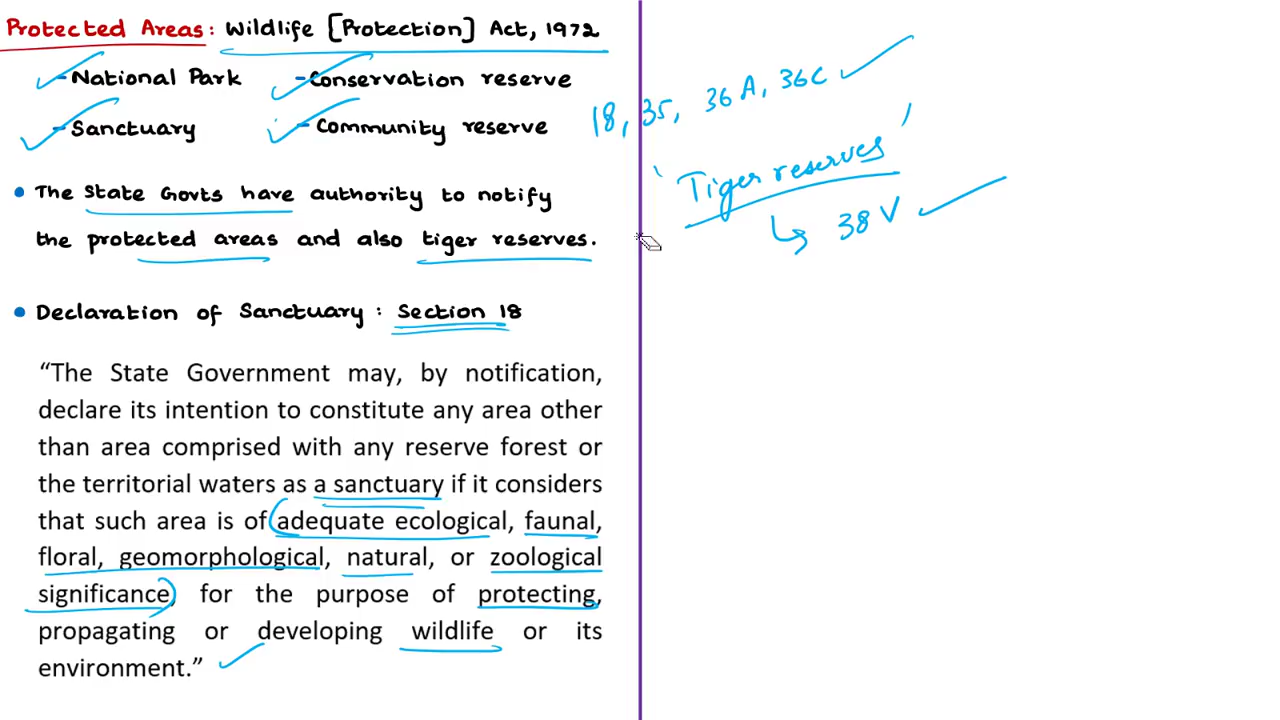 Protected Areas: Wildlife [Protection] Act, 1972
-National Park -Conservation reserve
-Sanctuary -Community reserve
• The State Govts have authority to notify
the protected areas and also tiger reserves.
• Declaration of Sanctuary: Section 18
“The State Government may, by notification,
declare its intention to constitute any area other
than area comprised with any reserve forest or
the territorial waters as a sanctuary if it considers
that such area is of adequate ecological, faunal,
floral, geomorphological, natural, or zoological
significance, for the purpose of protecting,
propagating or developing wildlife or its
environment.”
18, 35, 36A, 36C
'Tiger reserves'
38V